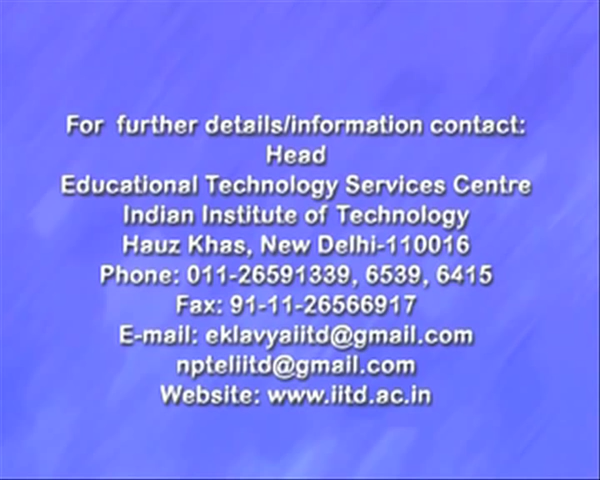 For further details/information contact:
Head
Educational Technology Services Centre
Indian Institute of Technology
Hauz Khas, New Delhi-110016
Phone: 011-26591339, 6539, 6415
Fax: 91-11-26566917
E-mail: eklavyaiitd@gmail.com
npteliitd@gmail.com
Website: www.iitd.ac.in